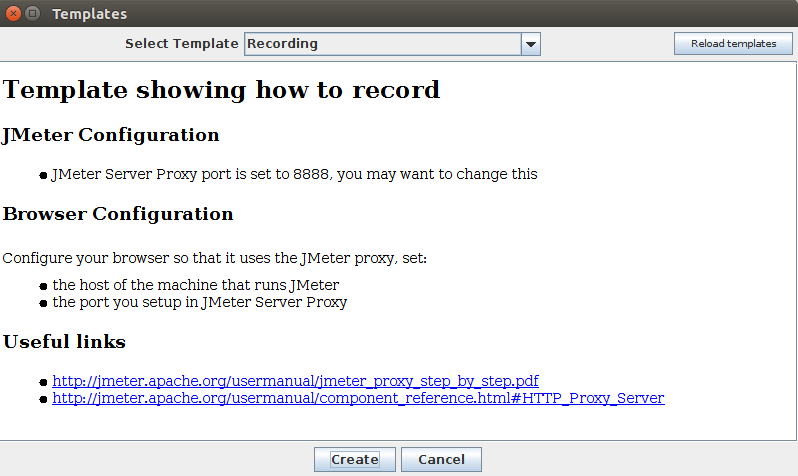 Templates
Select Template Recording Reload templates
Template showing how to record
JMeter Configuration
JMeter Server Proxy port is set to 8888, you may want to change this
Browser Configuration
Configure your browser so that it uses the JMeter proxy, set:
the host of the machine that runs JMeter
the port you setup in JMeter Server Proxy
Useful links
http://jmeter.apache.org/usermanual/jmeter_proxy_step_by_step.pdf
http://jmeter.apache.org/usermanual/component_reference.html#HTTP_Proxy_Server
Create Cancel